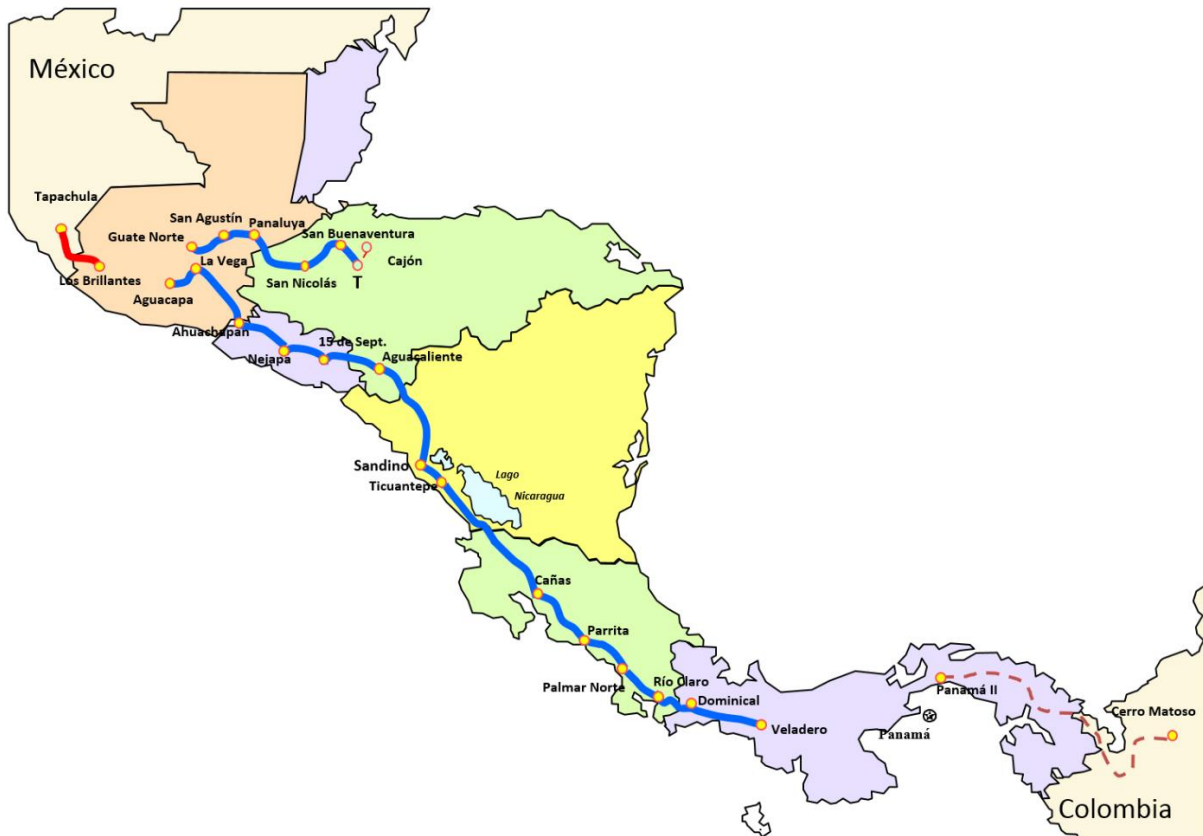 México
Tapachula
San Agustín
Panaluya
Guate Norte
San Buenaventura
La Vega
Cajón
Los Brillantes
San Nicolás
T
Aguacapa
Ahuachapán
15 de Sept.
Nejapa
Aguacaliente
Sandino
Lago
Ticuantepe
Nicaragua
Cañas
Parrita
Palmar Norte
Río Claro
Panamá II
Dominical
Cerro Matoso
Veladero
Panamá
Colombia